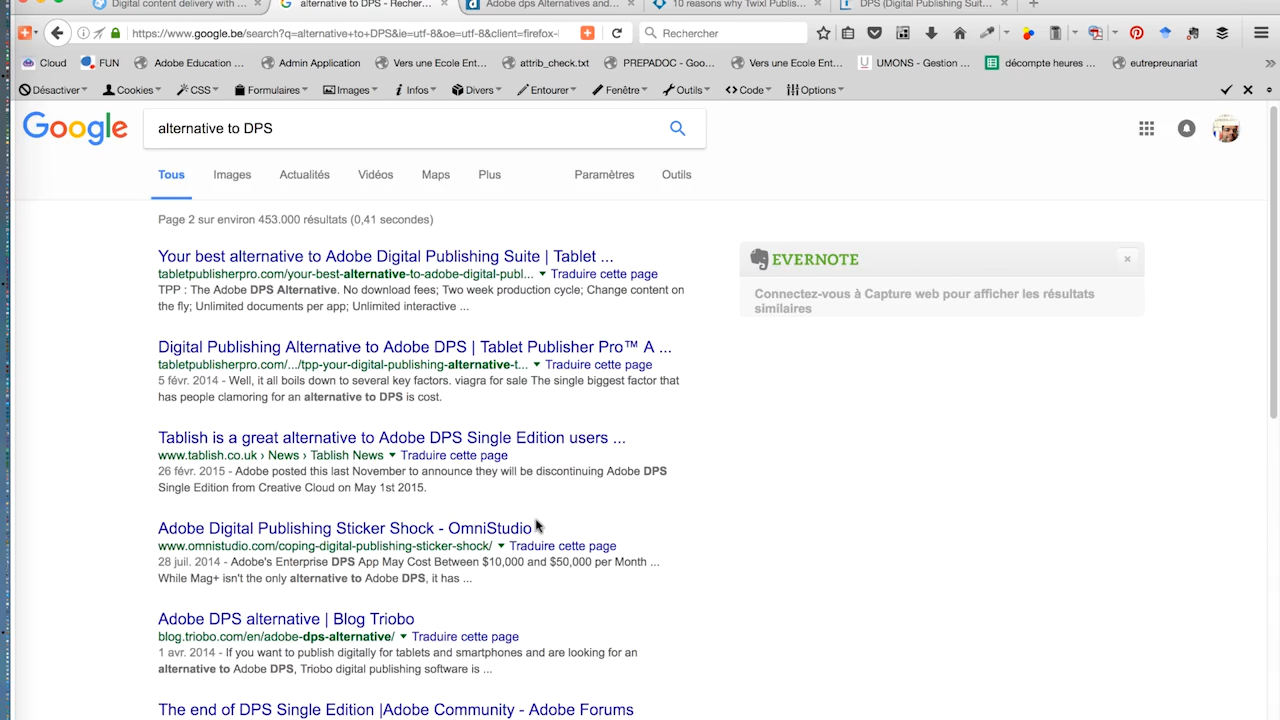 Digital content delivery with ...
alternative to DPS - Recher...
Adobe dps Alternatives and...
10 reasons why Twixl Publis...
DPS (Digital Publishing Suit...
https://www.google.be/search?q=alternative+to+DPS&ie=utf-8&oe=utf-8&client=firefox-
Rechercher
Cloud
FUN
Adobe Education ...
Admin Application
Vers une Ecole Ent...
attrib_check.txt
PREPADOC - Goo...
Vers une Ecole Ent...
UMONS - Gestion ...
décompte heures ...
eutrepreunariat
Désactiver
Cookies
CSS
Formulaires
Images
Infos
Divers
Entourer
Fenêtre
Outils
Code
Options
Google
alternative to DPS
Tous
Images
Actualités
Vidéos
Maps
Plus
Paramètres
Outils
Page 2 sur environ 453.000 résultats (0,41 secondes)
Your best alternative to Adobe Digital Publishing Suite | Tablet ...
tabletpublisherpro.com/your-best-alternative-to-adobe-digital-publ... Traduire cette page
TPP : The Adobe DPS Alternative. No download fees; Two week production cycle; Change content on
the fly; Unlimited documents per app; Unlimited interactive ...
EVERNOTE
Connectez-vous à Capture web pour afficher les résultats
similaires
Digital Publishing Alternative to Adobe DPS | Tablet Publisher Pro™ A ...
tabletpublisherpro.com/.../tpp-your-digital-publishing-alternative-t... Traduire cette page
5 févr. 2014 - Well, it all boils down to several key factors. viagra for sale The single biggest factor that
has people clamoring for an alternative to DPS is cost.
Tablish is a great alternative to Adobe DPS Single Edition users ...
www.tablish.co.uk › News › Tablish News Traduire cette page
26 févr. 2015 - Adobe posted this last November to announce they will be discontinuing Adobe DPS
Single Edition from Creative Cloud on May 1st 2015.
Adobe Digital Publishing Sticker Shock - OmniStudio
www.omnistudio.com/coping-digital-publishing-sticker-shock/ Traduire cette page
28 juil. 2014 - Adobe's Enterprise DPS App May Cost Between $10,000 and $50,000 per Month ...
While Mag+ isn't the only alternative to Adobe DPS, it has ...
Adobe DPS alternative | Blog Triobo
blog.triobo.com/en/adobe-dps-alternative/ Traduire cette page
1 avr. 2014 - If you want to publish digitally for tablets and smartphones and are looking for an
alternative to Adobe DPS, Triobo digital publishing software is ...
The end of DPS Single Edition |Adobe Community - Adobe Forums